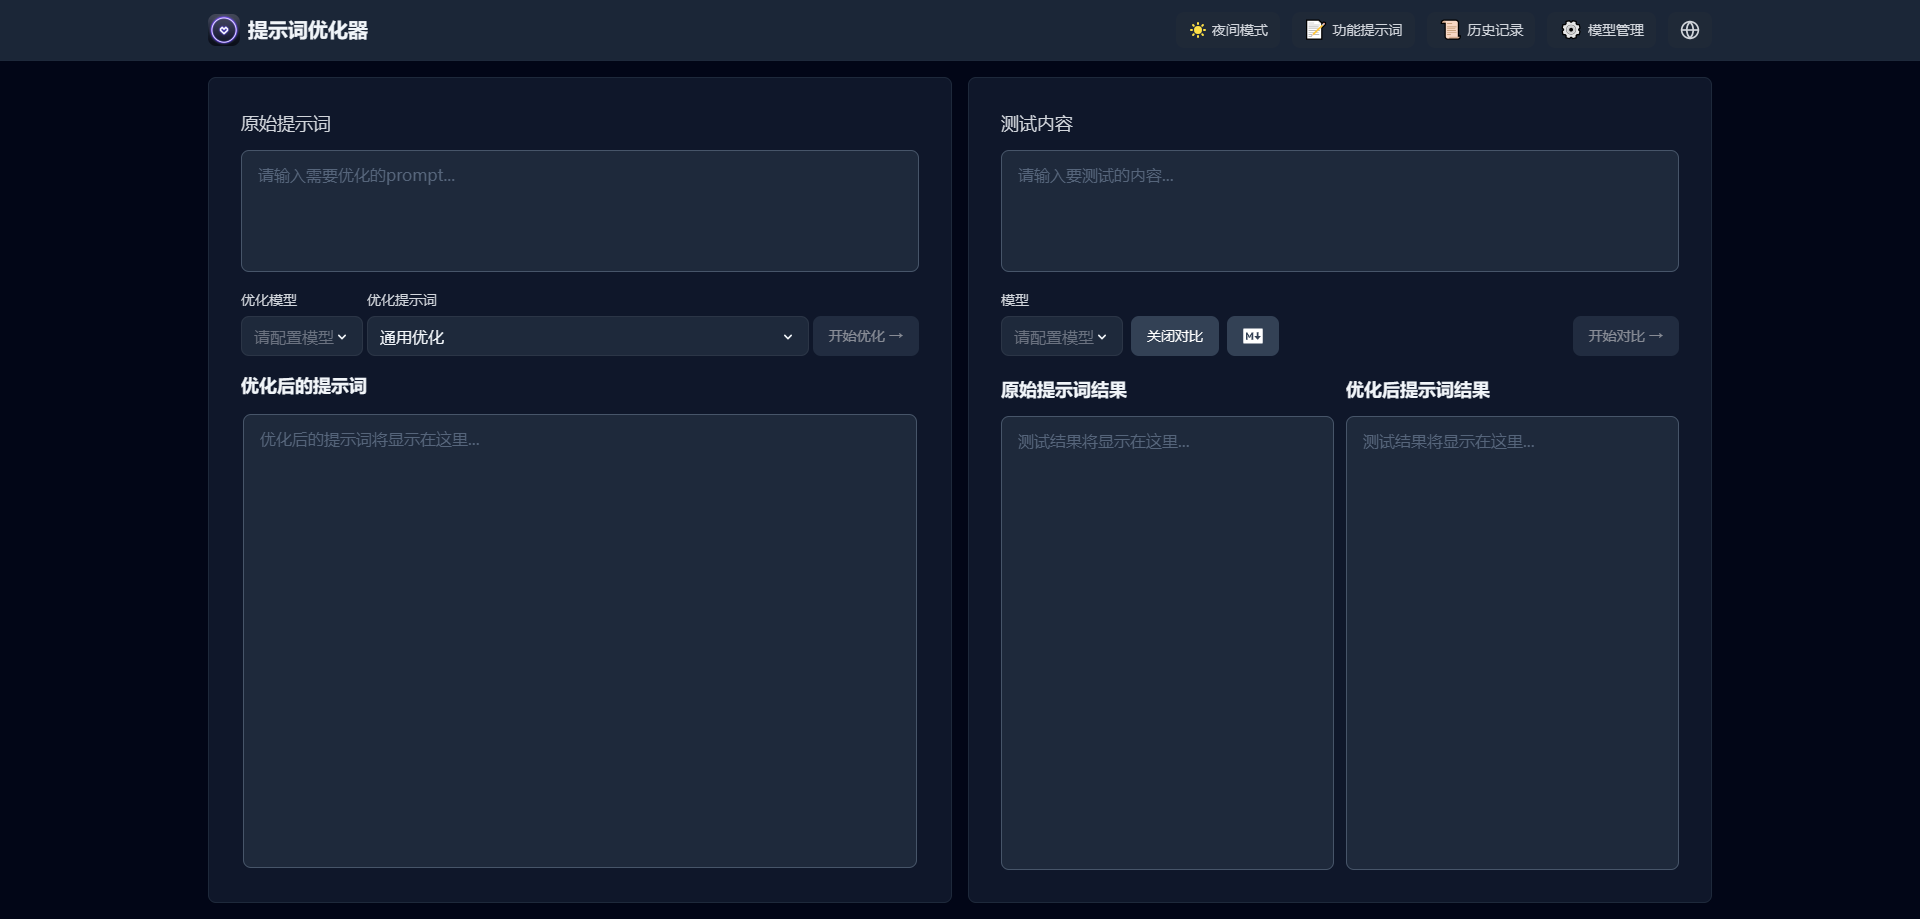 提示词优化器
夜间模式
功能提示词
历史记录
模型管理
原始提示词
请输入需要优化的prompt...
优化模型
优化提示词
请配置模型
通用优化
开始优化 →
优化后的提示词
优化后的提示词将显示在这里...
测试内容
请输入要测试的内容...
模型
请配置模型
关闭对比
M↓
开始对比 →
原始提示词结果
优化后提示词结果
测试结果将显示在这里...
测试结果将显示在这里...